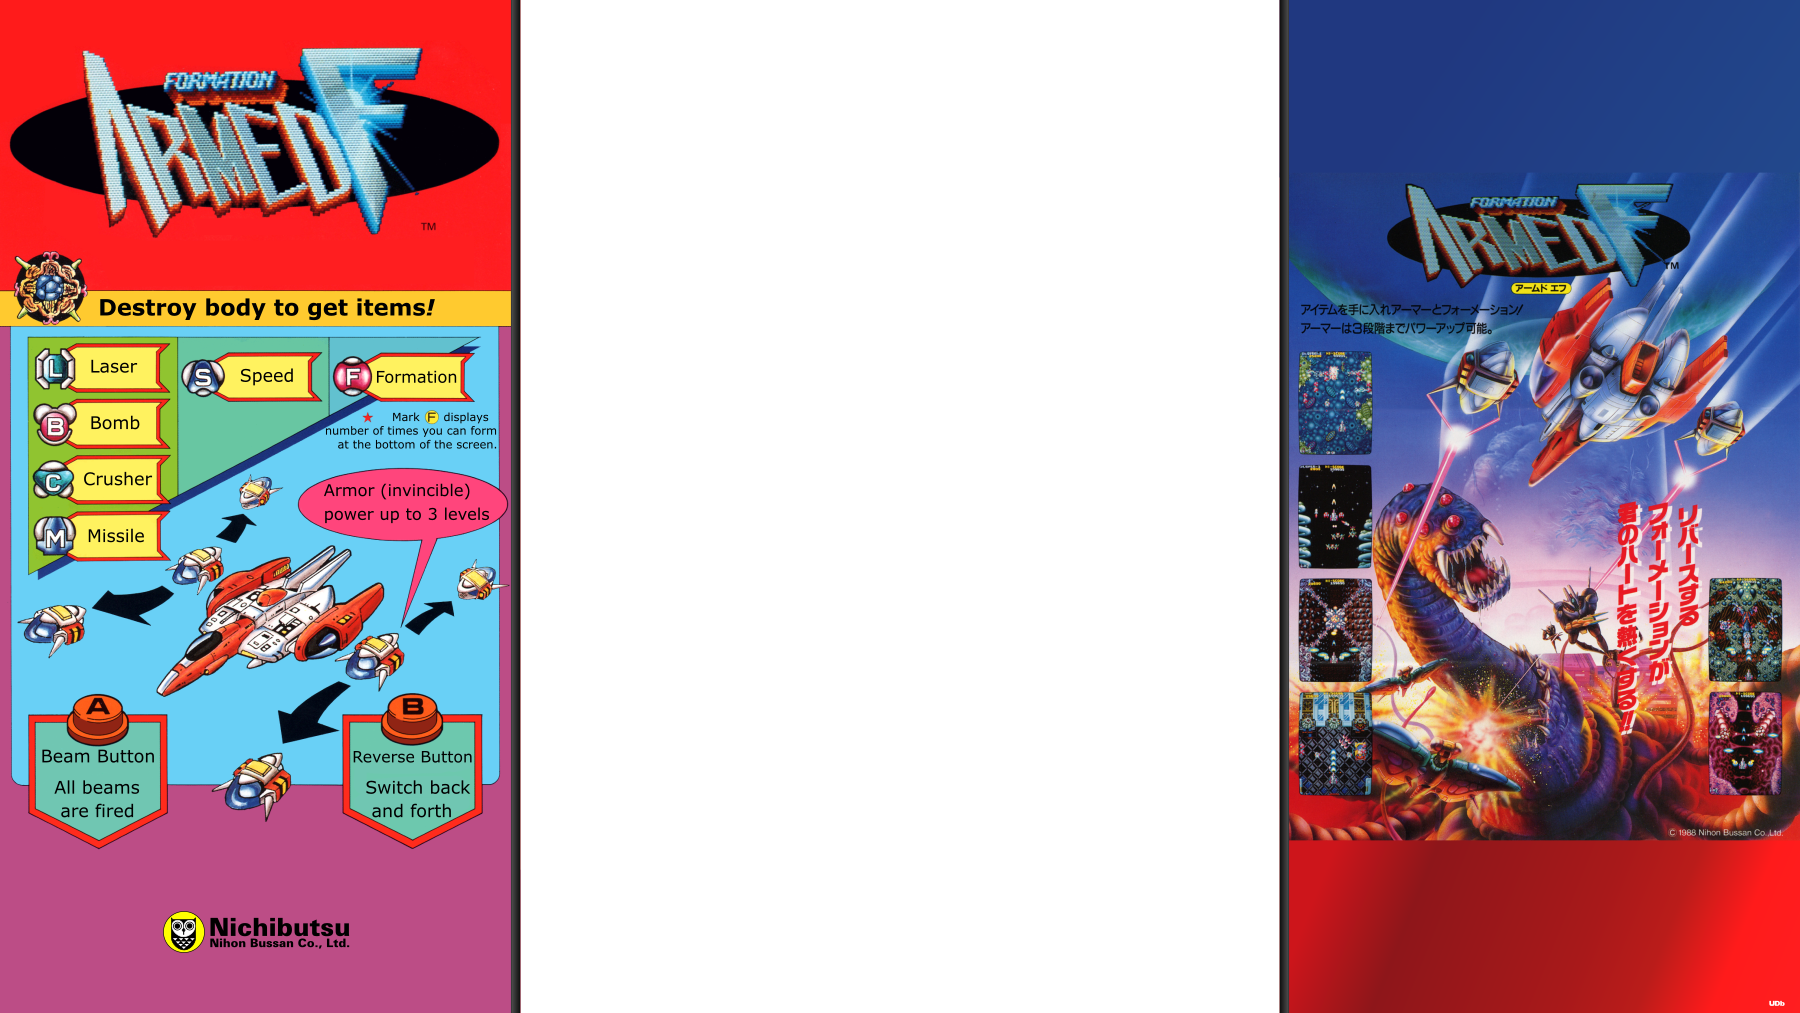 FORMATION
ARMED F
TM
Destroy body to get items!
L Laser
S Speed
F Formation
B Bomb
C Crusher
M Missile
★ Mark F displays
number of times you can form
at the bottom of the screen.
Armor (invincible)
power up to 3 levels
A
Beam Button
All beams
are fired
B
Reverse Button
Switch back
and forth
Nichibutsu
Nihon Bussan Co., Ltd.
FORMATION
ARMED F
TM
アームド エフ
アイテムを手に入れアーマーとフォーメーション!
アーマーは3段階までパワーアップ可能。
リバースする
フォーメーションが
君のハートを熱くする!!
© 1988 Nihon Bussan Co.,Ltd.
UDb